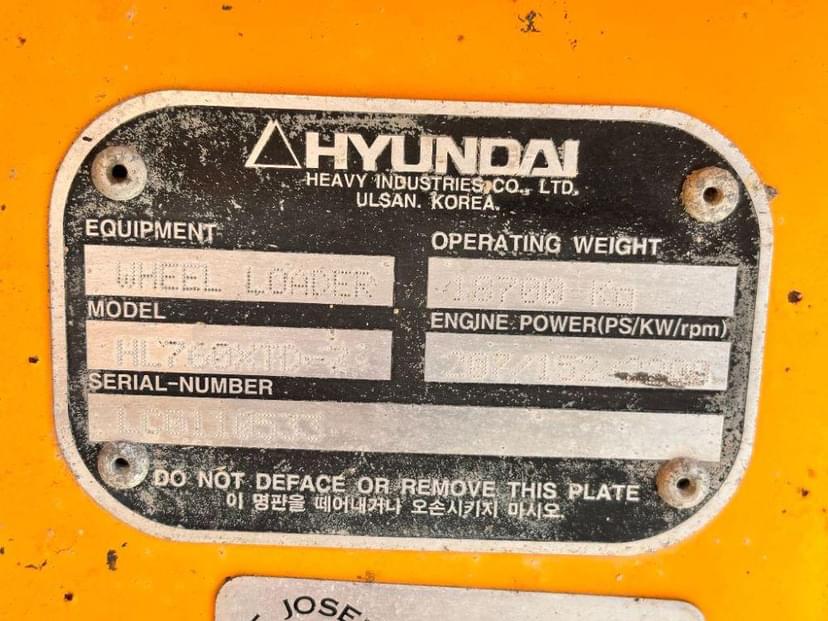 HYUNDAI
HEAVY INDUSTRIES CO., LTD.
ULSAN. KOREA.
EQUIPMENT
WHEEL LOADER
OPERATING WEIGHT
18700 Kg
MODEL
ENGINE POWER(PS/KW/rpm)
SERIAL-NUMBER
DO NOT DEFACE OR REMOVE THIS PLATE
이 명판을 떼어내거나 오손시키지 마시오.